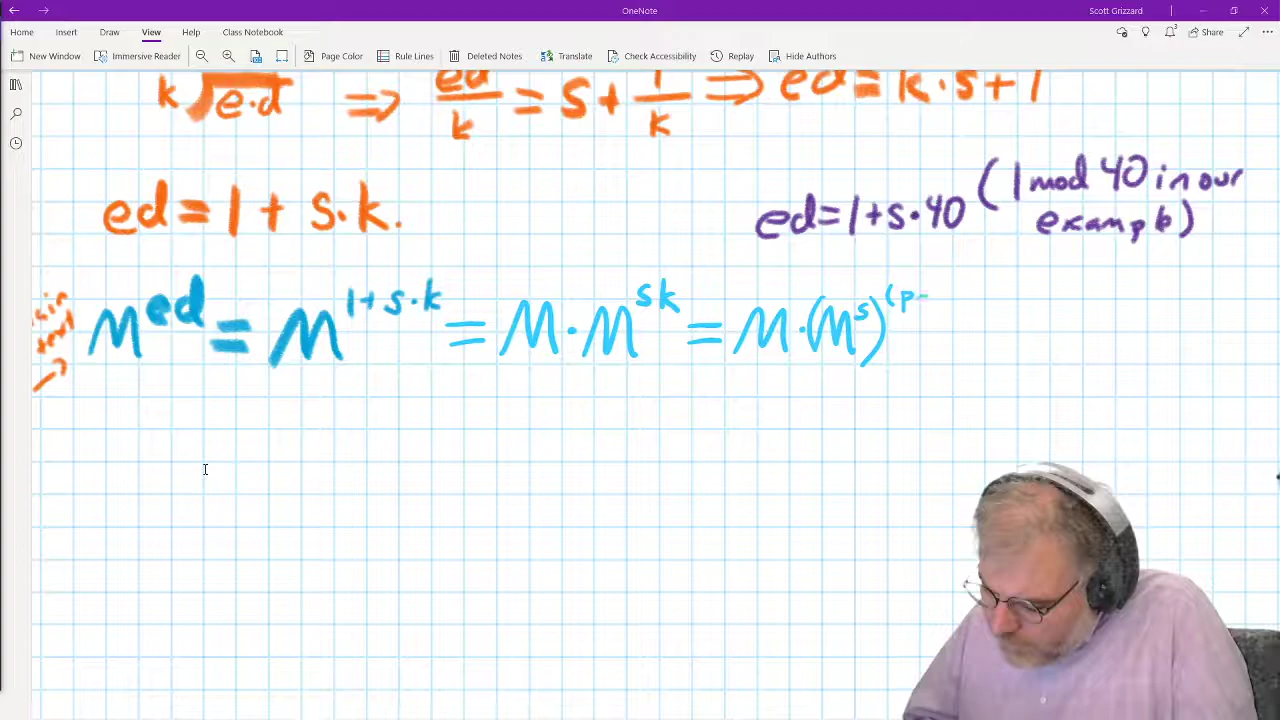 OneNote
Scott Grizzard
Home Insert Draw View Help Class Notebook
Share
New Window Immersive Reader Page Color Rule Lines Deleted Notes Translate Check Accessibility Replay Hide Authors
k√e·d ⇒ ed/k = s + 1/k ⇒ ed = k·s+1
ed = 1 + s·k.
ed=1+s·40 (1 mod 40 in our
example)
M^ed = M^1+s·k = M·M^sk = M·(M^s)^(p-